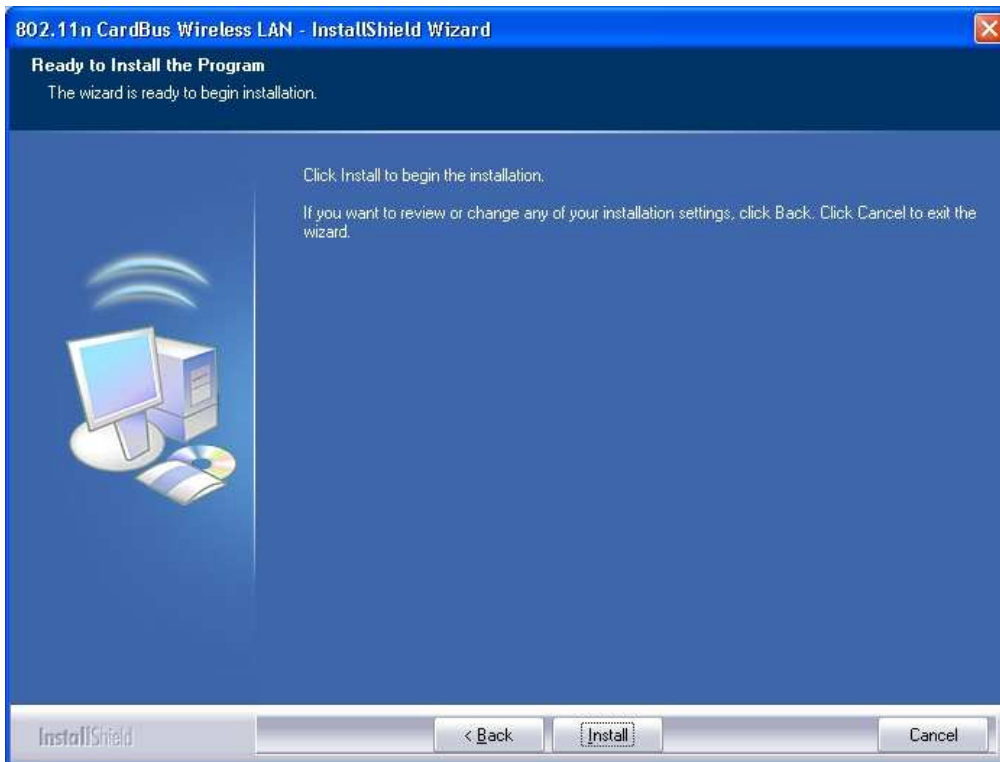 802.11n CardBus Wireless LAN - InstallShield Wizard
Ready to Install the Program
The wizard is ready to begin installation.
Click Install to begin the installation.
If you want to review or change any of your installation settings, click Back. Click Cancel to exit the
wizard.
InstallShield
< Back
Install
Cancel